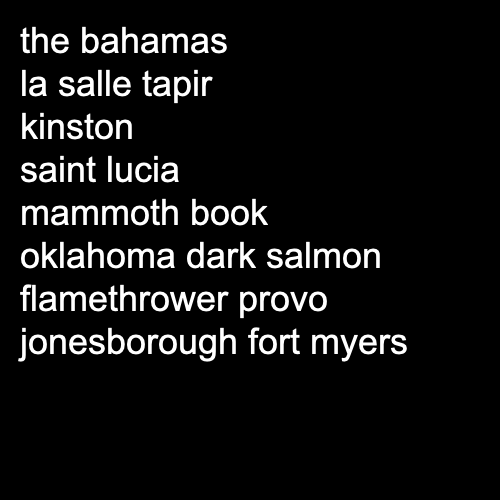 the bahamas
la salle tapir
kinston
saint lucia
mammoth book
oklahoma dark salmon
flamethrower provo
jonesborough fort myers